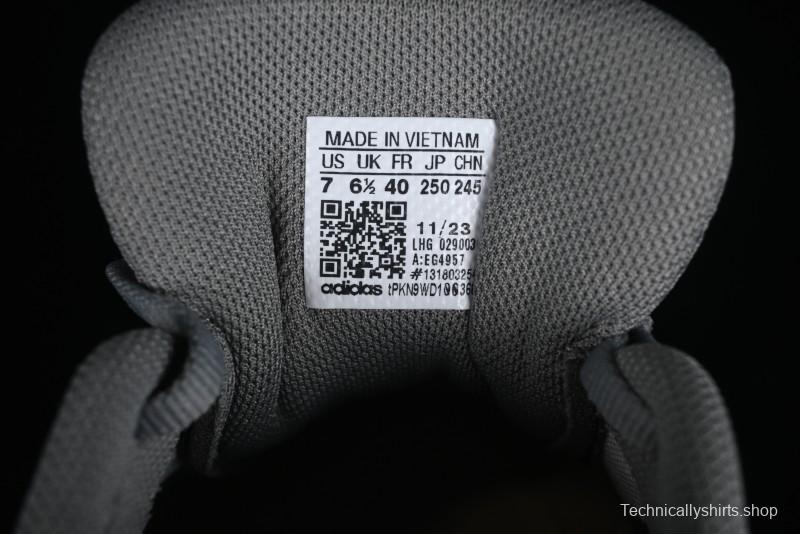 MADE IN VIETNAM
US UK FR JP CHN
7 6½ 40 250 245
11/23
LHG 029003
A:EG4957
adidas
Technicallyshirts.shop